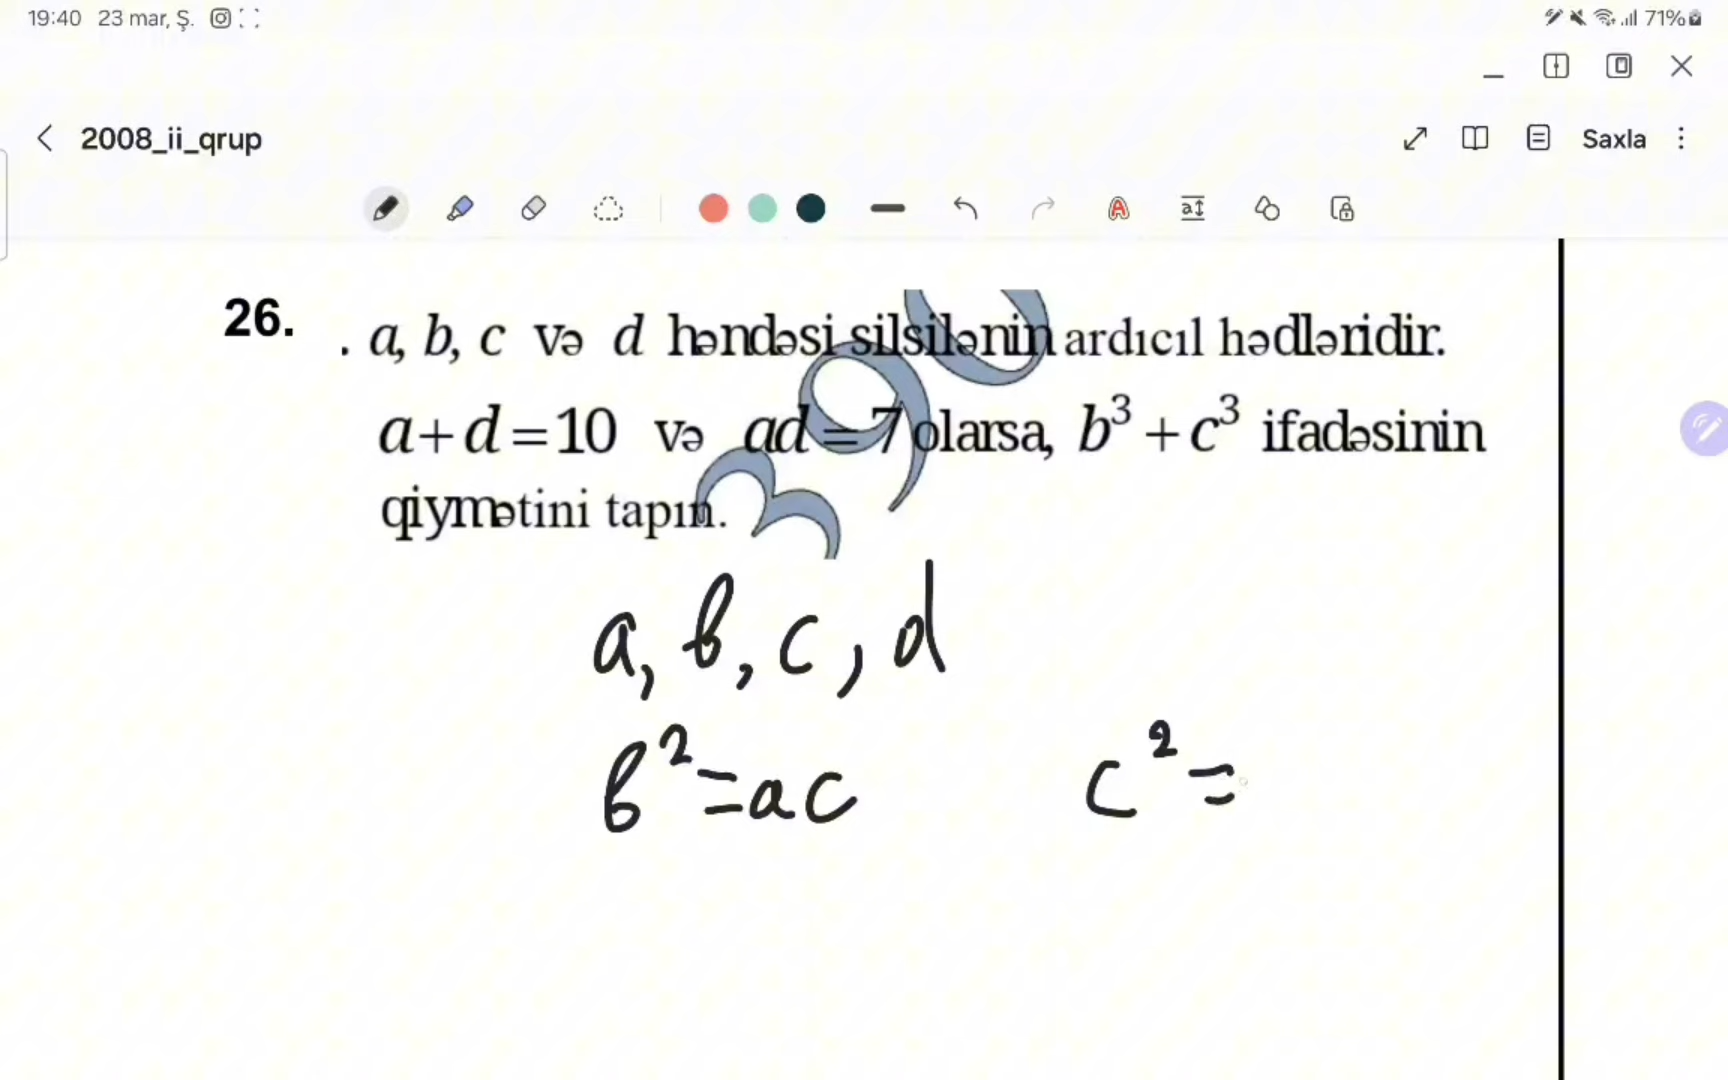 19:40 23 mar, Ş. 71%
2008_ii_qrup Saxla
26. . a, b, c və d həndəsi silsilənin ardıcıl hədləridir.
a+d=10 və ad=7 olarsa, b³+c³ ifadəsinin
qiymətini tapın.
390
a, b, c, d
b²=ac c²=